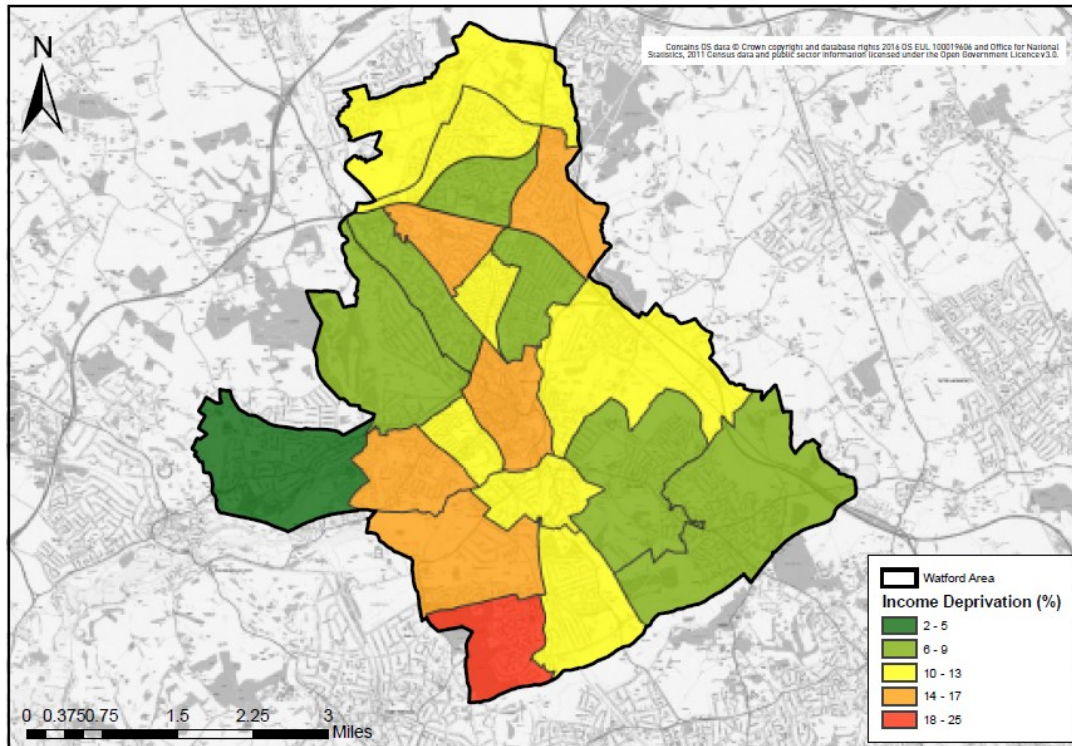 N
Contains OS data © Crown copyright and database rights 2016 OS EUL 100019606 and Office for National
Statistics, 2011 Census data and public sector information licensed under the Open Government Licence v3.0.
Watford Area
Income Deprivation (%)
2 - 5
6 - 9
10 - 13
14 - 17
18 - 25
0 0.3750.75 1.5 2.25 3
Miles